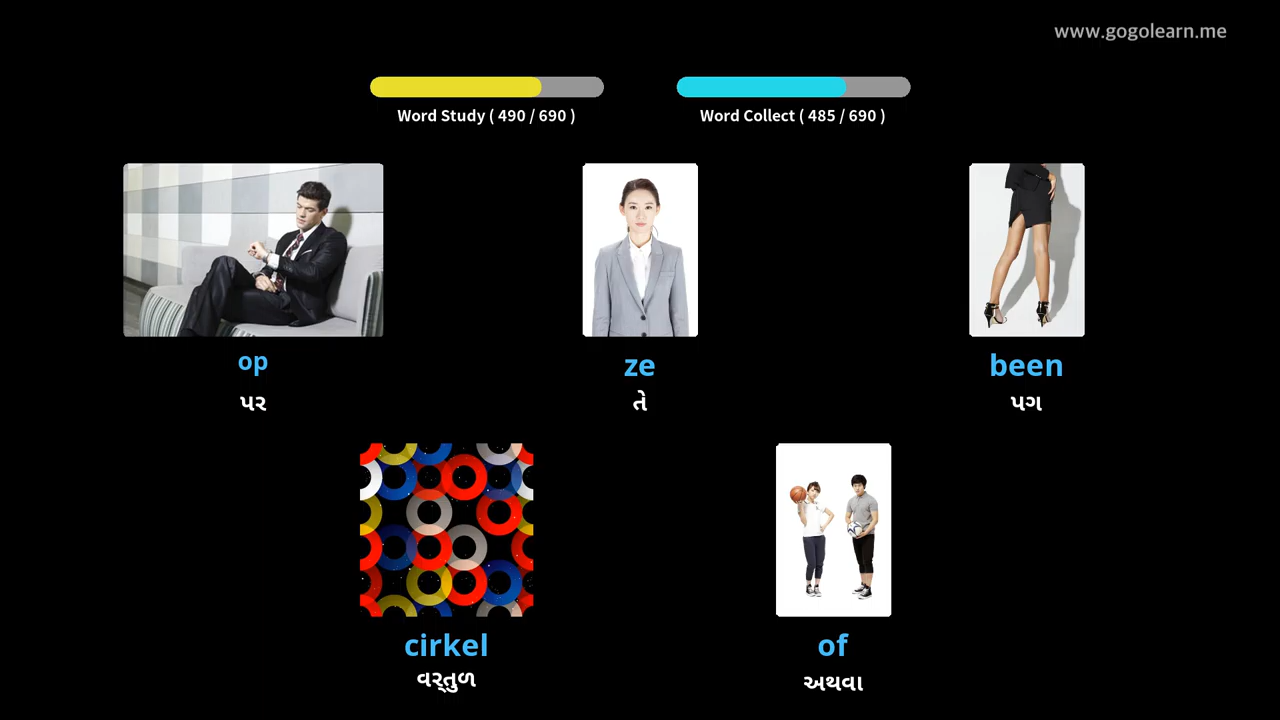 www.gogolearn.me
Word Study ( 490 / 690 )
Word Collect ( 485 / 690 )
op
પર
ze
તે
been
પગ
cirkel
વર્તુળ
of
અથવા